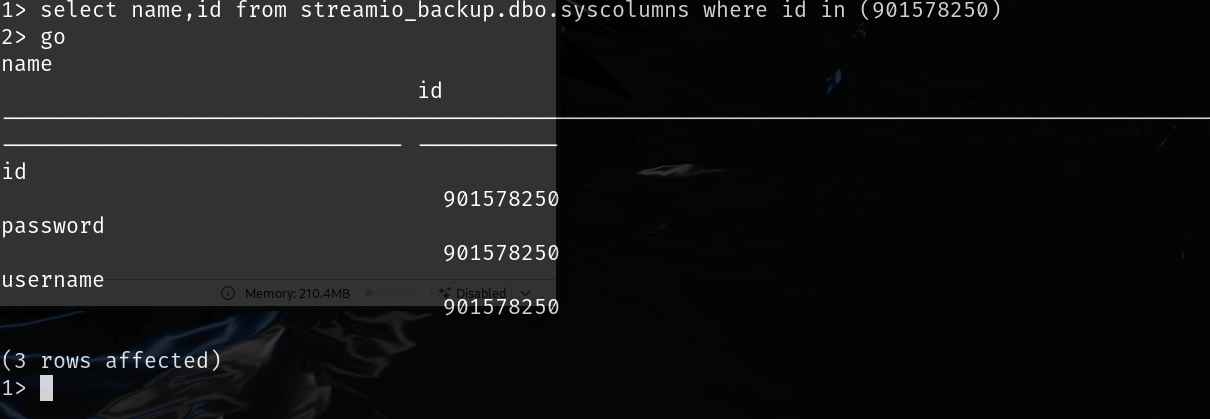 1> select name,id from streamio_backup.dbo.syscolumns where id in (901578250)
2> go
name
id
id
901578250
password
901578250
username
Memory: 210.4MB
Disabled
901578250
(3 rows affected)
1>